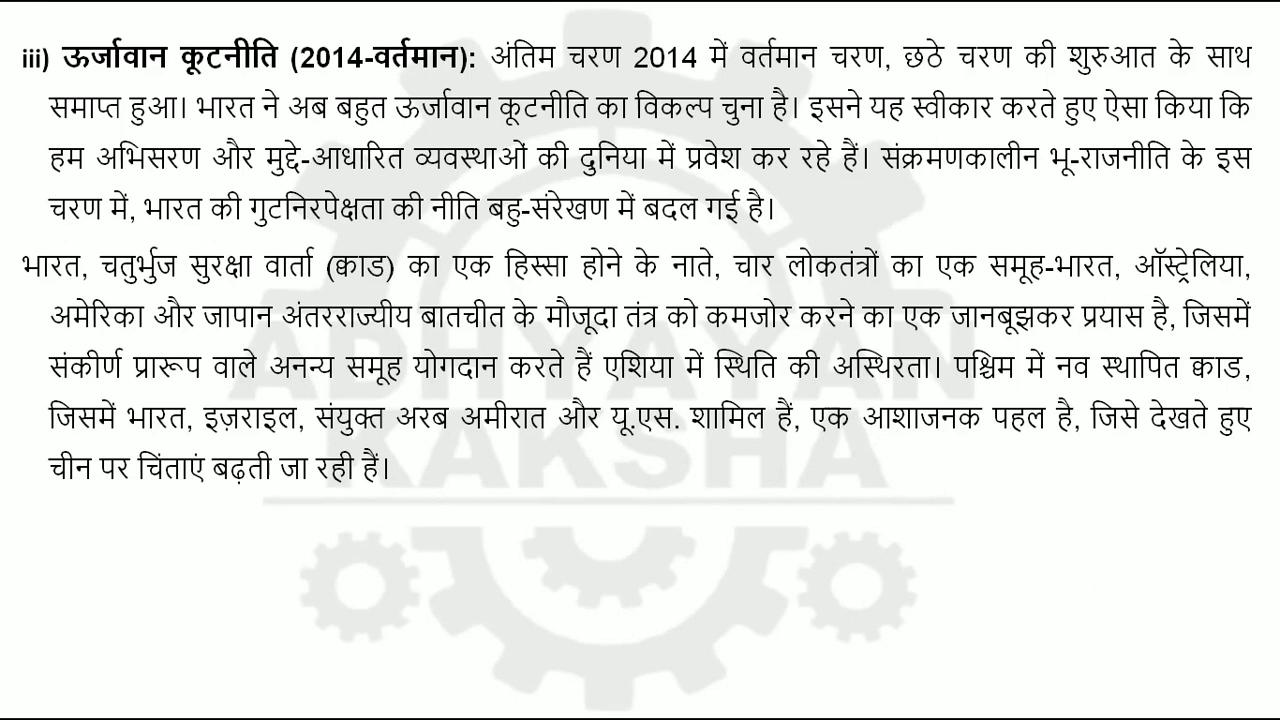 iii) ऊर्जावान कूटनीति (2014-वर्तमान): अंतिम चरण 2014 में वर्तमान चरण, छठे चरण की शुरुआत के साथ
समाप्त हुआ। भारत ने अब बहुत ऊर्जावान कूटनीति का विकल्प चुना है। इसने यह स्वीकार करते हुए ऐसा किया कि
हम अभिसरण और मुद्दे-आधारित व्यवस्थाओं की दुनिया में प्रवेश कर रहे हैं। संक्रमणकालीन भू-राजनीति के इस
चरण में, भारत की गुटनिरपेक्षता की नीति बहु-संरेखण में बदल गई है।
भारत, चतुर्भुज सुरक्षा वार्ता (क्वाड) का एक हिस्सा होने के नाते, चार लोकतंत्रों का एक समूह-भारत, ऑस्ट्रेलिया,
अमेरिका और जापान अंतरराज्यीय बातचीत के मौजूदा तंत्र को कमजोर करने का एक जानबूझकर प्रयास है, जिसमें
संकीर्ण प्रारूप वाले अनन्य समूह योगदान करते हैं एशिया में स्थिति की अस्थिरता। पश्चिम में नव स्थापित क्वाड,
जिसमें भारत, इज़राइल, संयुक्त अरब अमीरात और यू.एस. शामिल हैं, एक आशाजनक पहल है, जिसे देखते हुए
चीन पर चिंताएं बढ़ती जा रही हैं।
ADHYAYAN
KAKSHA